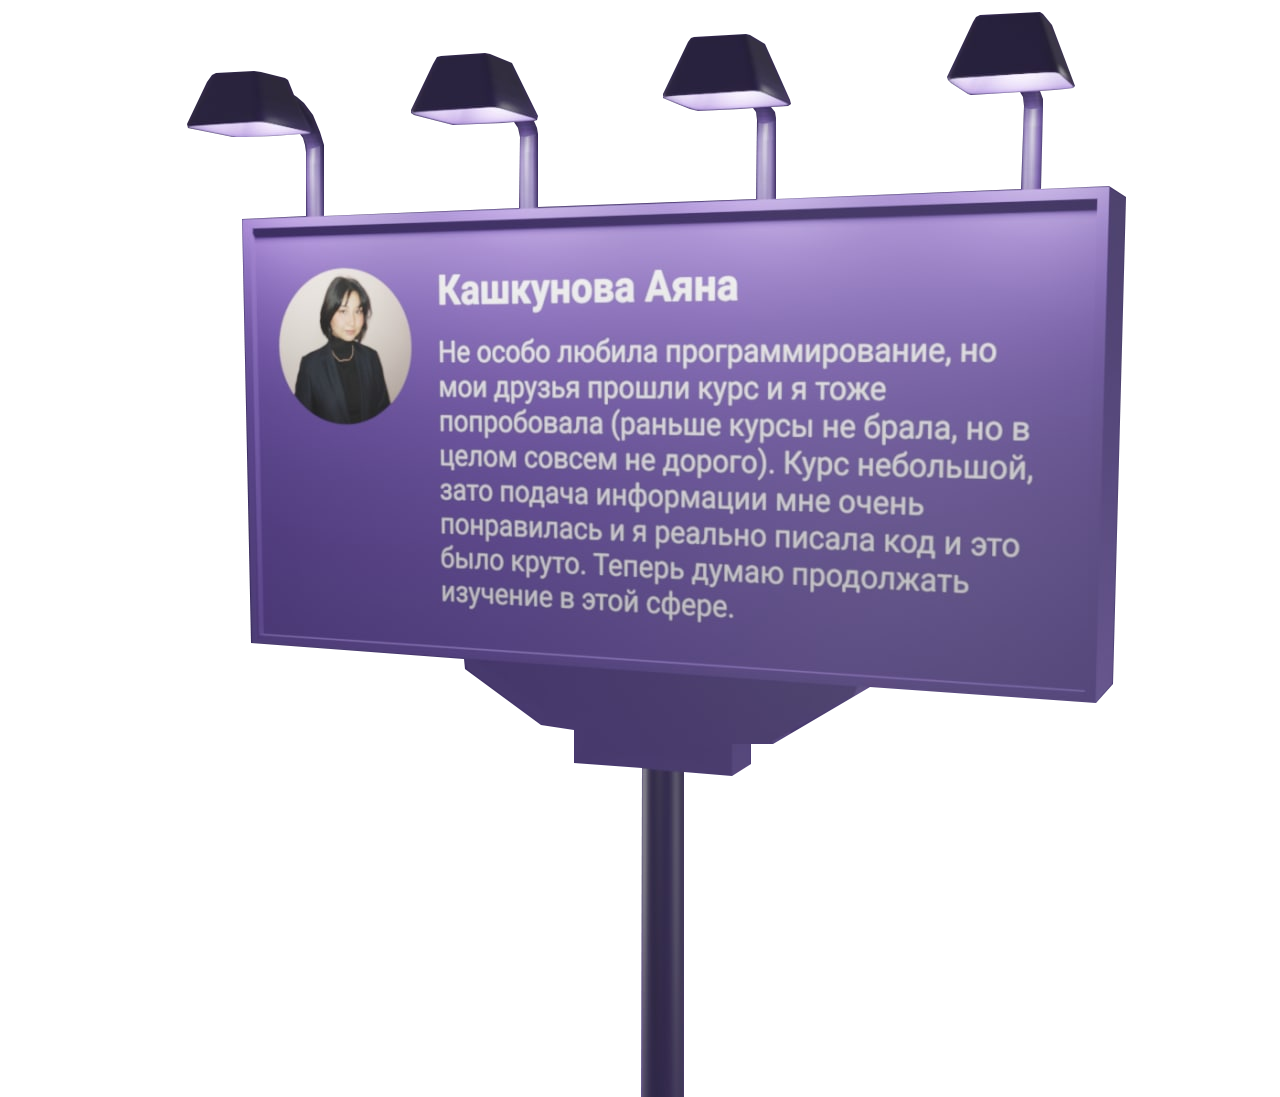 Кашкунова Аяна
Не особо любила программирование, но
мои друзья прошли курс и я тоже
попробовала (раньше курсы не брала, но в
целом совсем не дорого). Курс небольшой,
зато подача информации мне очень
понравилась и я реально писала код и это
было круто. Теперь думаю продолжать
изучение в этой сфере.